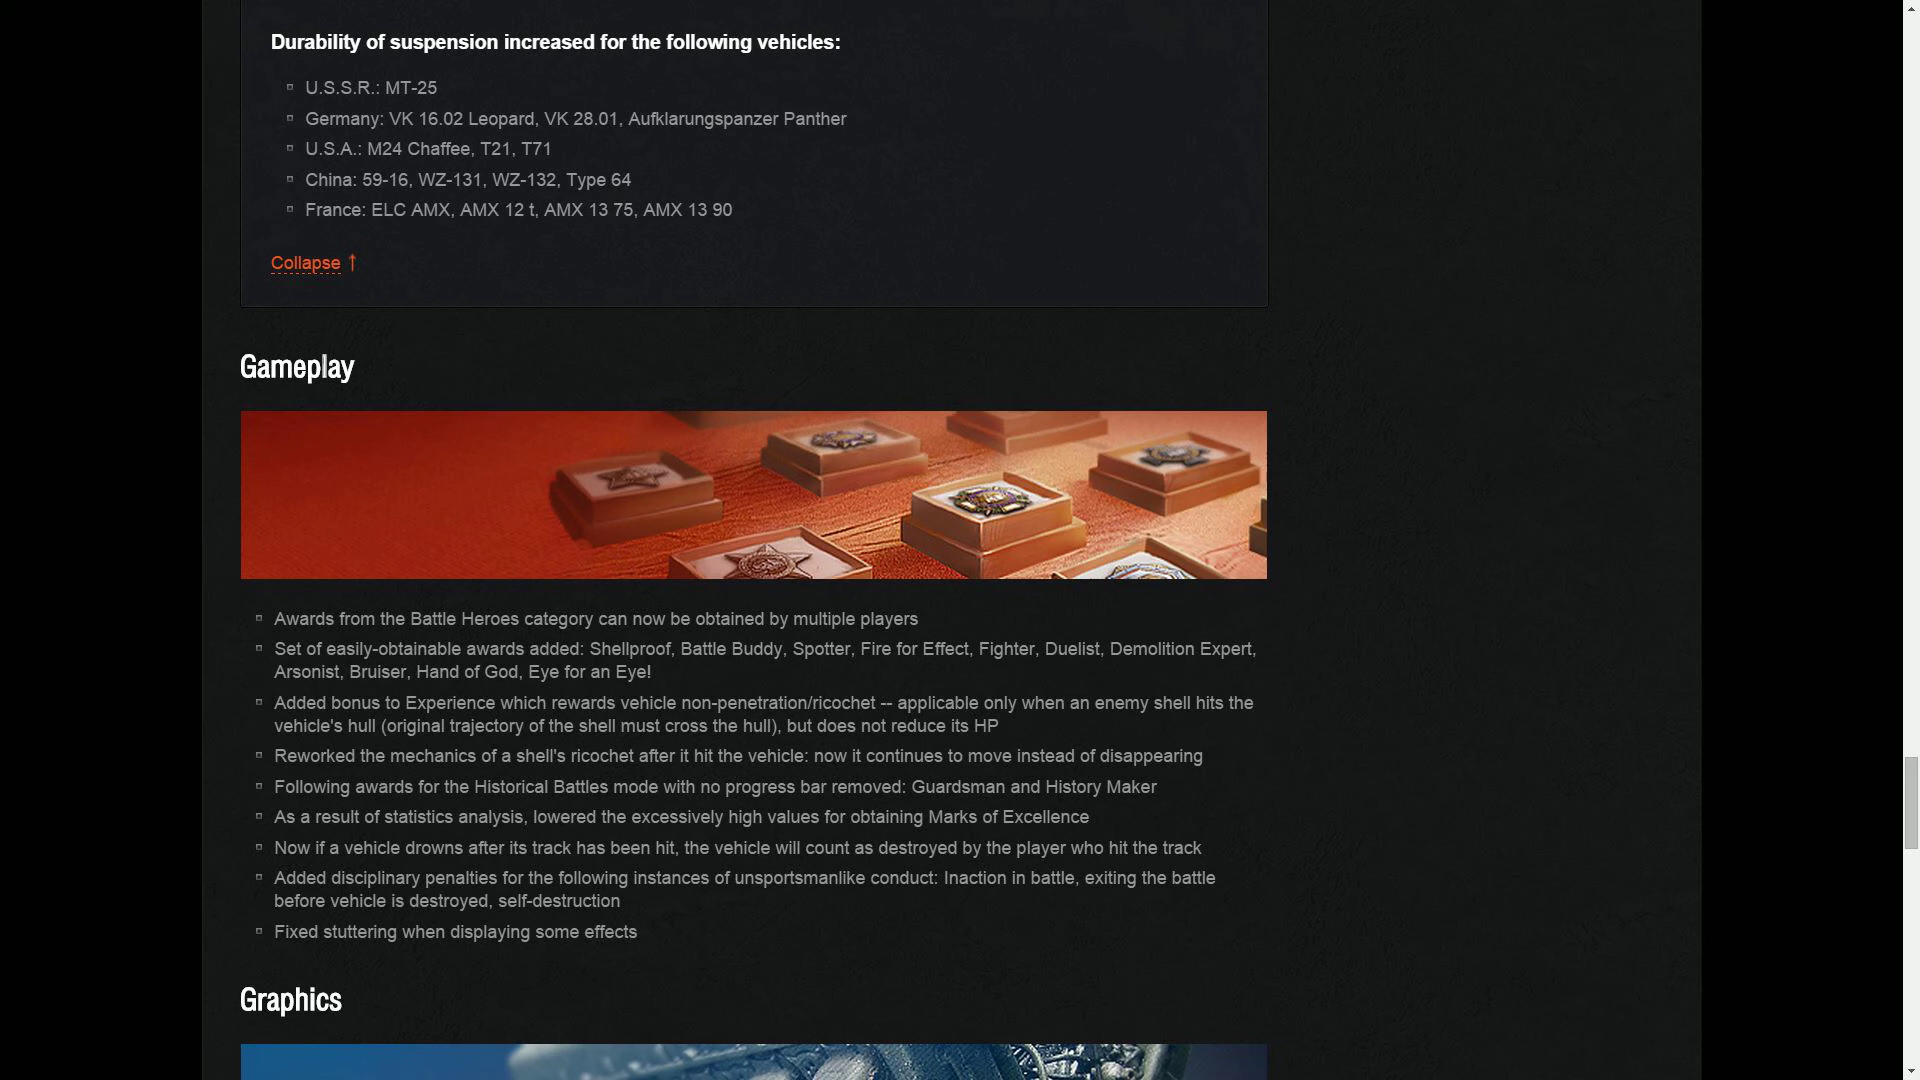 Durability of suspension increased for the following vehicles:
U.S.S.R.: MT-25
Germany: VK 16.02 Leopard, VK 28.01, Aufklarungspanzer Panther
U.S.A.: M24 Chaffee, T21, T71
China: 59-16, WZ-131, WZ-132, Type 64
France: ELC AMX, AMX 12 t, AMX 13 75, AMX 13 90
Collapse ↑
Gameplay
Awards from the Battle Heroes category can now be obtained by multiple players
Set of easily-obtainable awards added: Shellproof, Battle Buddy, Spotter, Fire for Effect, Fighter, Duelist, Demolition Expert,
Arsonist, Bruiser, Hand of God, Eye for an Eye!
Added bonus to Experience which rewards vehicle non-penetration/ricochet -- applicable only when an enemy shell hits the
vehicle's hull (original trajectory of the shell must cross the hull), but does not reduce its HP
Reworked the mechanics of a shell's ricochet after it hit the vehicle: now it continues to move instead of disappearing
Following awards for the Historical Battles mode with no progress bar removed: Guardsman and History Maker
As a result of statistics analysis, lowered the excessively high values for obtaining Marks of Excellence
Now if a vehicle drowns after its track has been hit, the vehicle will count as destroyed by the player who hit the track
Added disciplinary penalties for the following instances of unsportsmanlike conduct: Inaction in battle, exiting the battle
before vehicle is destroyed, self-destruction
Fixed stuttering when displaying some effects
Graphics